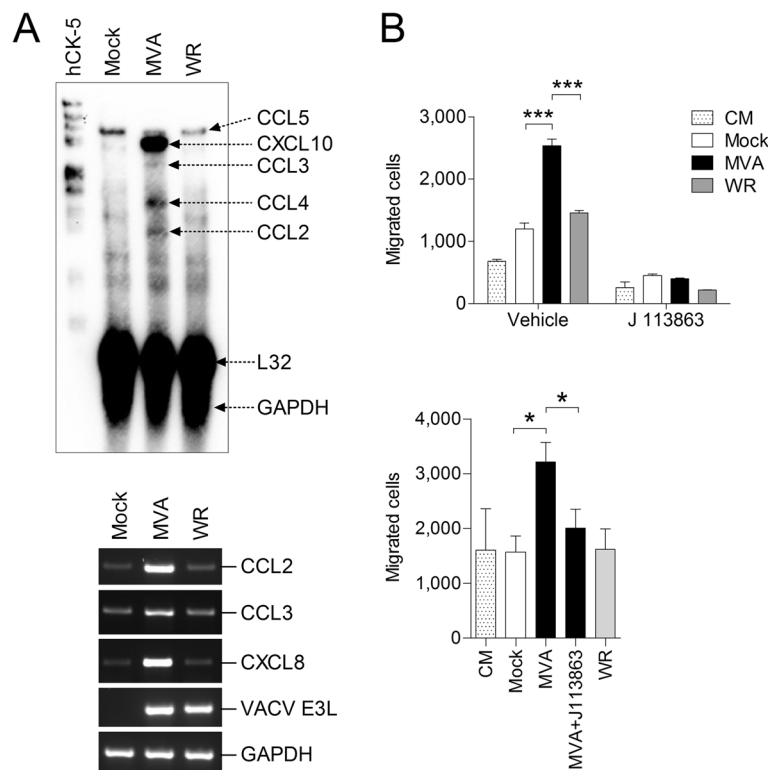 A
hCK-5
Mock
MVA
WR
CCL5
CXCL10
CCL3
CCL4
CCL2
L32
GAPDH
Mock
MVA
WR
CCL2
CCL3
CXCL8
VACV E3L
GAPDH
B
***
***
3,000
2,000
1,000
0
Migrated cells
Vehicle
J 113863
CM
Mock
MVA
WR
*
*
4,000
3,000
2,000
1,000
0
Migrated cells
CM
Mock
MVA
MVA+J113863
WR